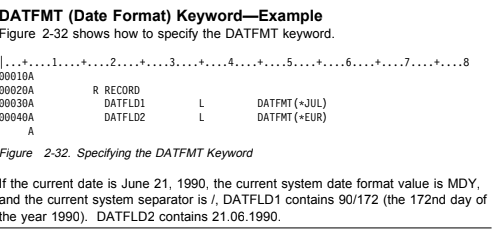 DATFMT (Date Format) Keyword—Example
Figure 2-32 shows how to specify the DATFMT keyword.
|...+....1....+....2....+....3....+....4....+....5....+....6....+....7....+....8
00010A
00020A R RECORD
00030A DATFLD1 L DATFMT(*JUL)
00040A DATFLD2 L DATFMT(*EUR)
A
Figure 2-32. Specifying the DATFMT Keyword
If the current date is June 21, 1990, the current system date format value is MDY,
and the current system separator is /, DATFLD1 contains 90/172 (the 172nd day of
the year 1990). DATFLD2 contains 21.06.1990.